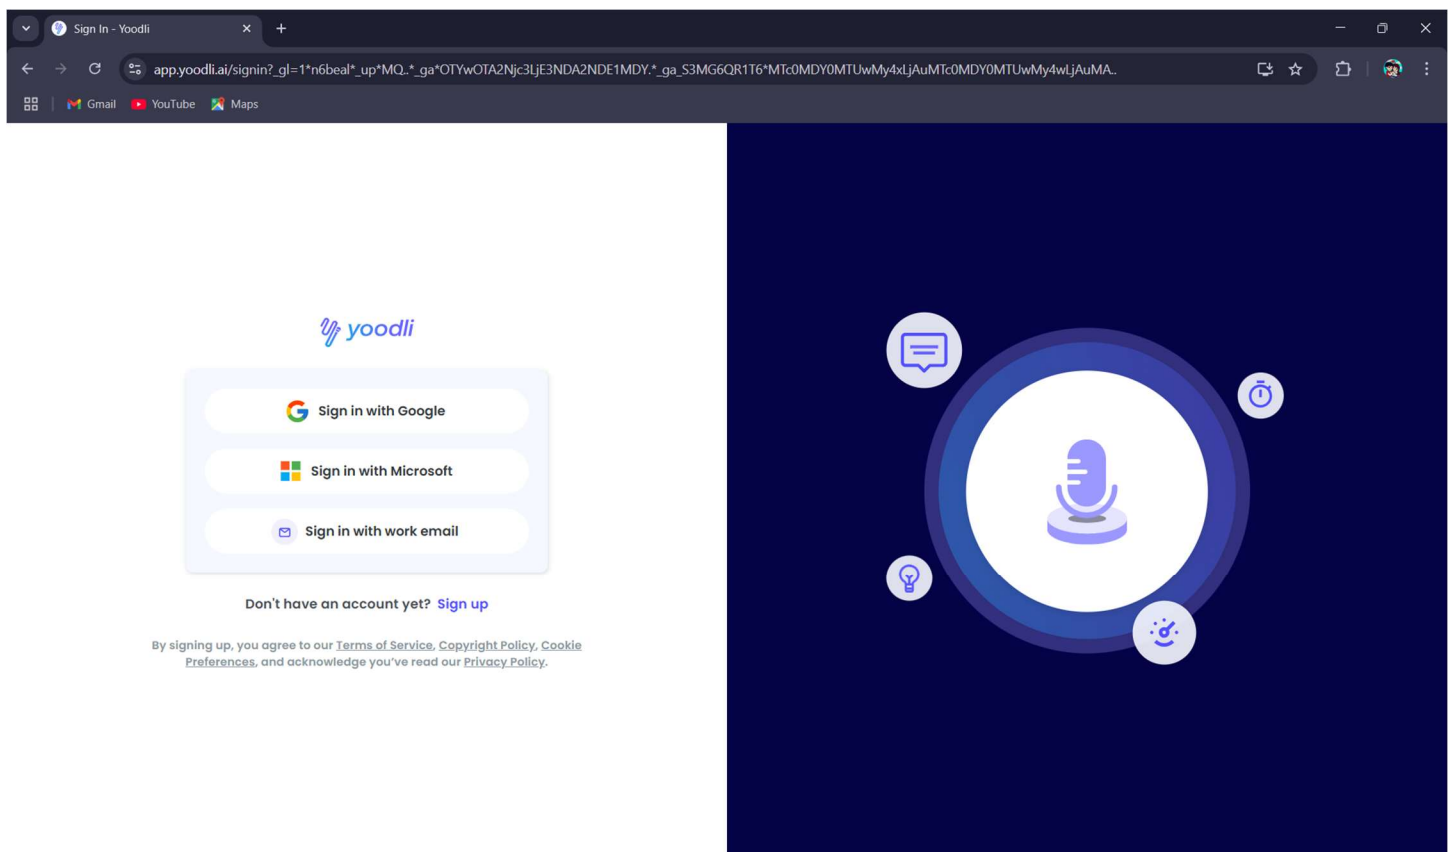 Sign In - Yoodli
app.yoodli.ai/signin?_gl=1*n6beal*_up*MQ..*_ga*OTYwOTA2Njc3LjE3NDA2NDE1MDY.*_ga_S3MG6QR1T6*MTc0MDY0MTUwMy4xLjAuMTc0MDY0MTUwMy4wLjAuMA..
Gmail YouTube Maps
yoodli
Sign in with Google
Sign in with Microsoft
Sign in with work email
Don't have an account yet? Sign up
By signing up, you agree to our Terms of Service, Copyright Policy, Cookie
Preferences, and acknowledge you've read our Privacy Policy.